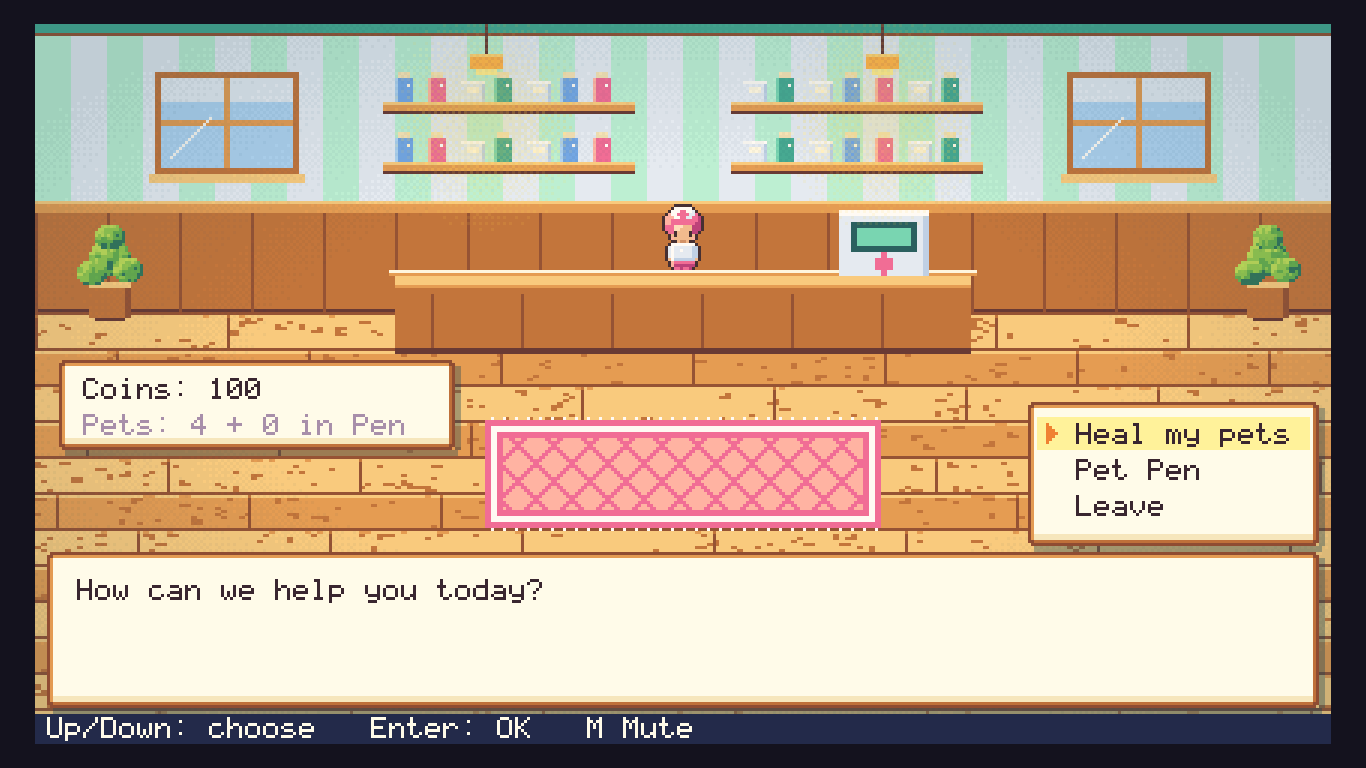 Coins: 100
Pets: 4 + 0 in Pen
Heal my pets
Pet Pen
Leave
How can we help you today?
Up/Down: choose   Enter: OK   M Mute